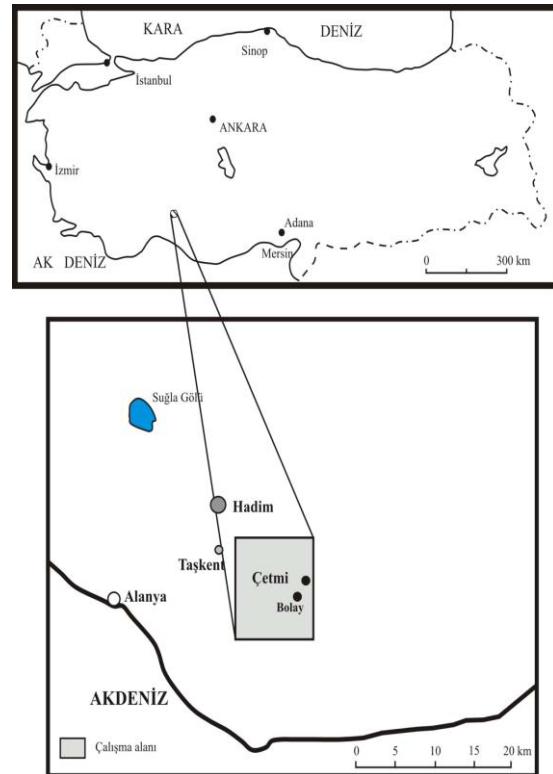 KARA DENİZ
Sinop
İstanbul
ANKARA
İzmir
Adana
Mersin
AK DENİZ
0 300 km
Suğla Gölü
Hadim
Taşkent
Çetmi
Bolay
Alanya
AKDENİZ
Çalışma alanı
0 5 10 15 20 km